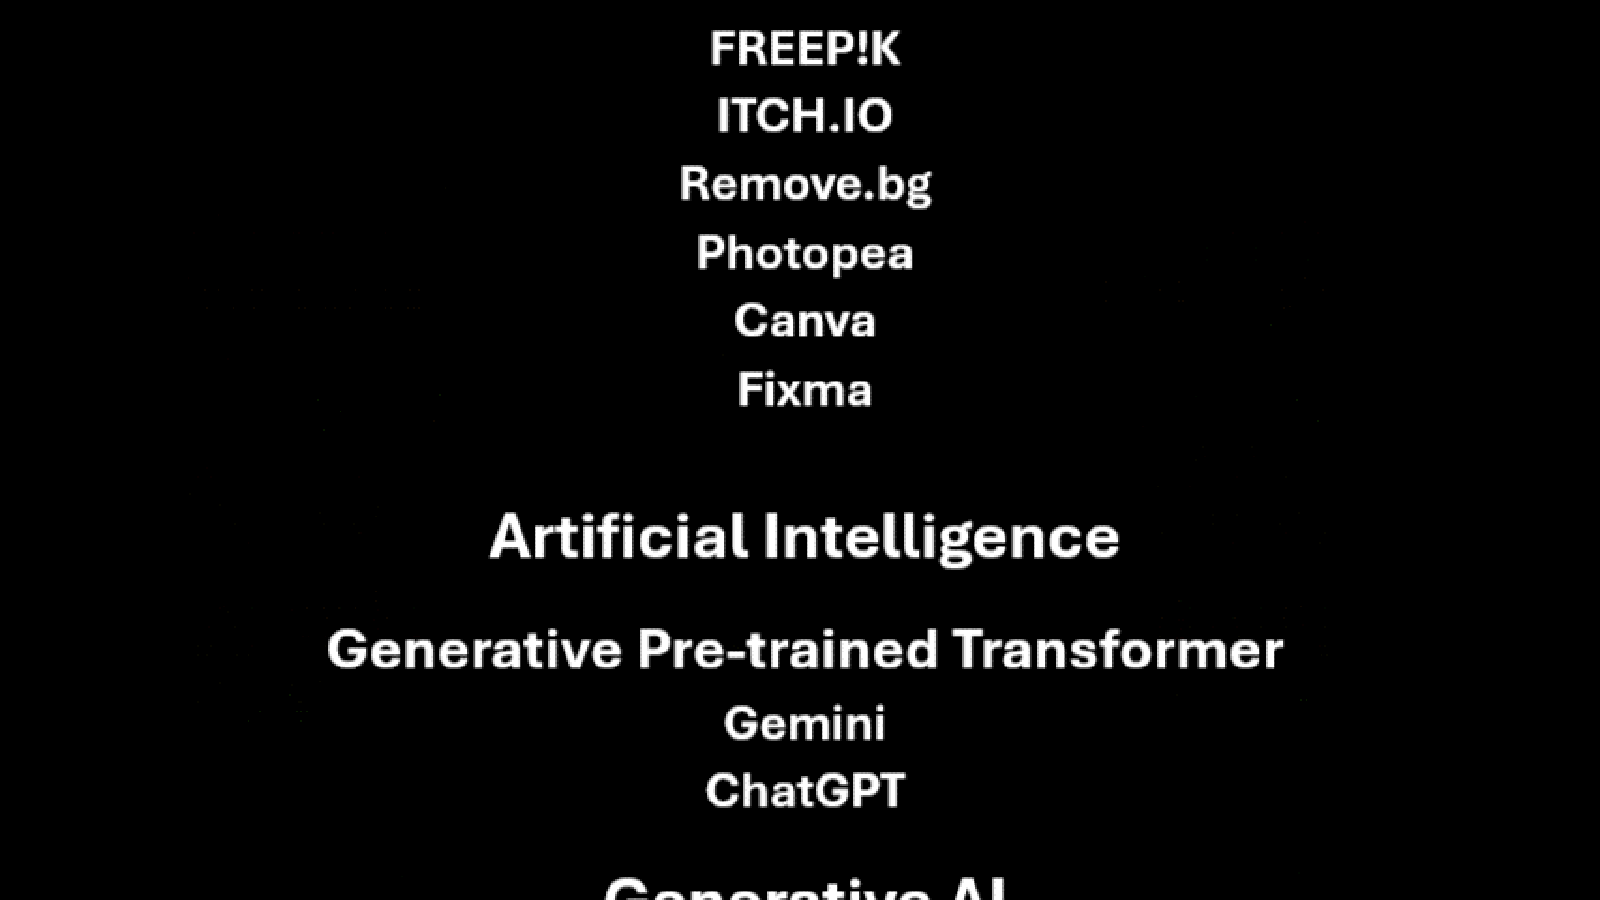 FREEP!K
ITCH.IO
Remove.bg
Photopea
Canva
Fixma
Artificial Intelligence
Generative Pre-trained Transformer
Gemini
ChatGPT
Generative AI